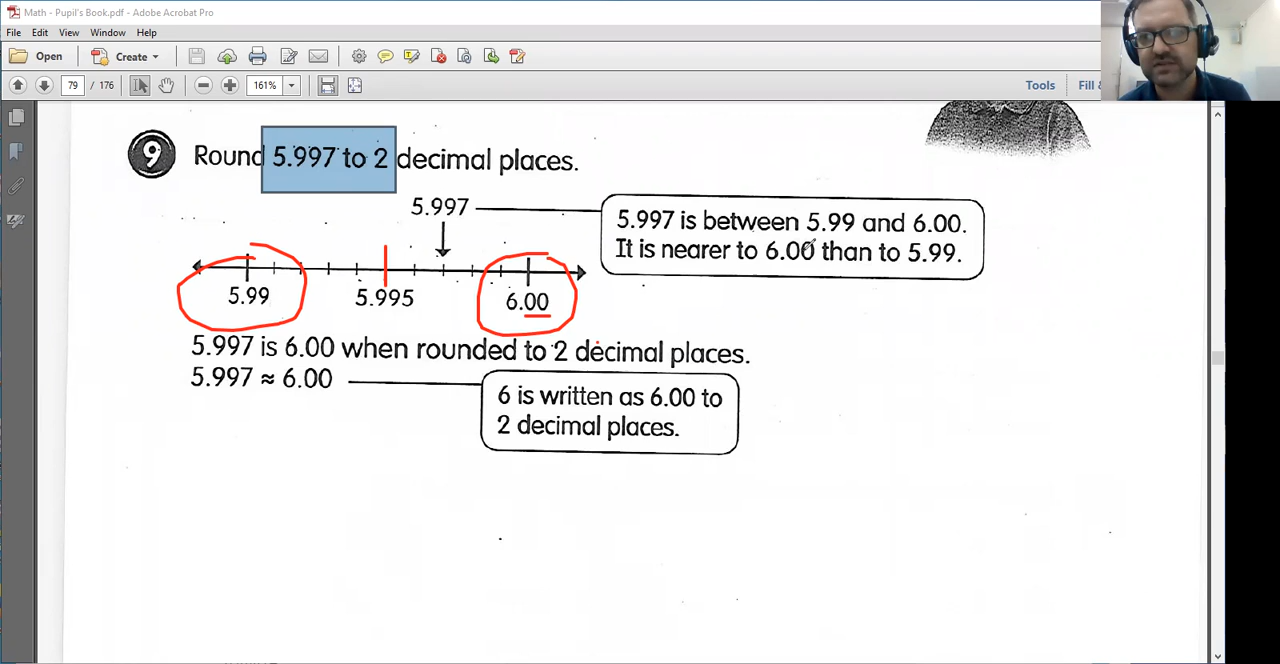 Math - Pupil's Book.pdf - Adobe Acrobat Pro
File Edit View Window Help
Open Create
79 / 176 161% Tools Fill &
9 Round 5.997 to 2 decimal places.
5.997
5.997 is between 5.99 and 6.00.
It is nearer to 6.00 than to 5.99.
5.99 5.995 6.00
5.997 is 6.00 when rounded to 2 decimal places.
5.997 ≈ 6.00
6 is written as 6.00 to
2 decimal places.